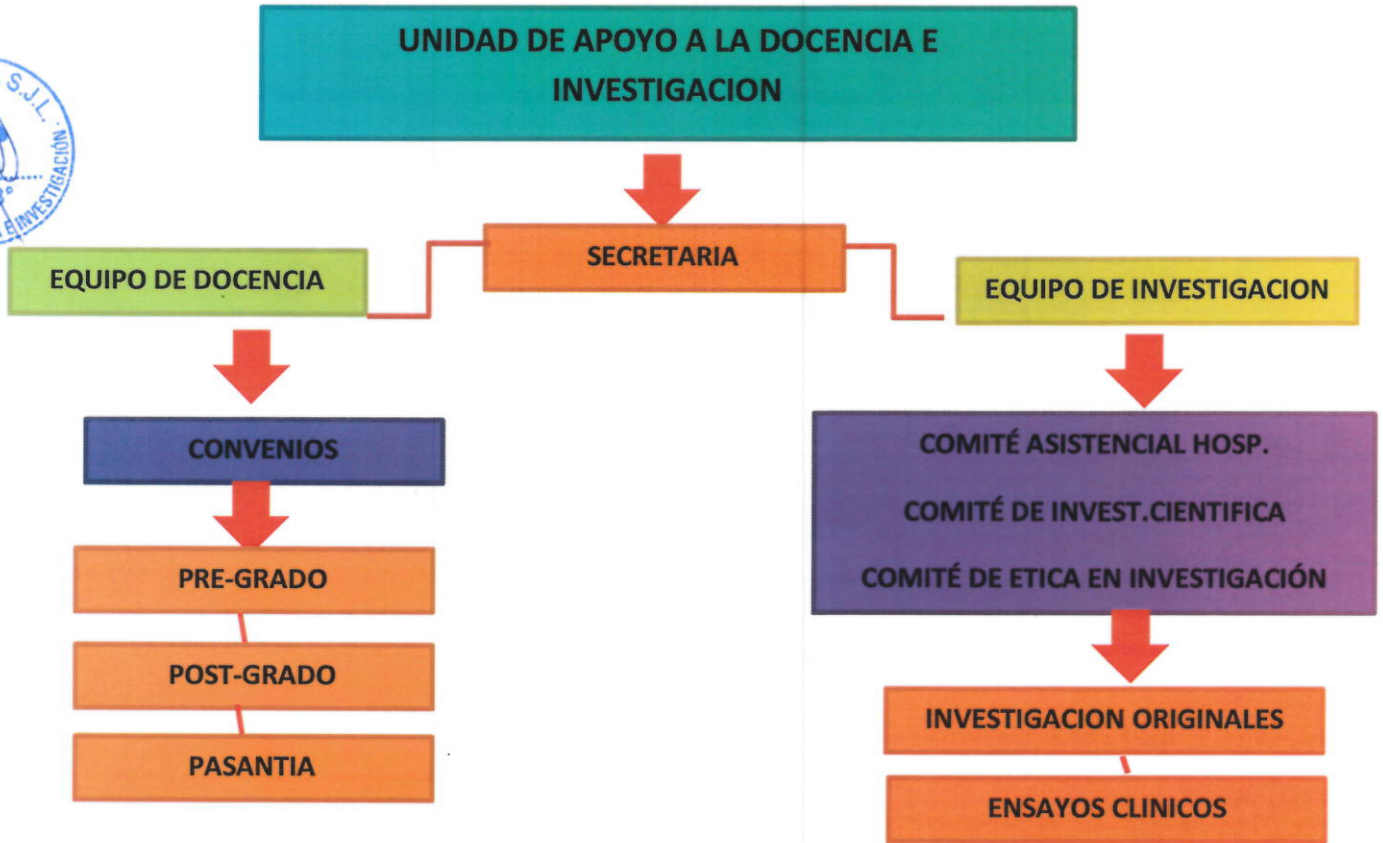 UNIDAD DE APOYO A LA DOCENCIA E
INVESTIGACION
S.J.L.
E INVESTIGACIÓN
SECRETARIA
EQUIPO DE DOCENCIA
EQUIPO DE INVESTIGACION
CONVENIOS
PRE-GRADO
POST-GRADO
PASANTIA
COMITÉ ASISTENCIAL HOSP.
COMITÉ DE INVEST.CIENTIFICA
COMITÉ DE ETICA EN INVESTIGACIÓN
INVESTIGACION ORIGINALES
ENSAYOS CLINICOS